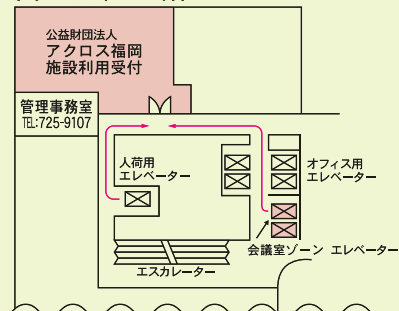 公益財団法人
アクロス福岡
施設利用受付
管理事務室
TEL:725-9107
人荷用
エレベーター
オフィス用
エレベーター
会議室ゾーン エレベーター
エスカレーター